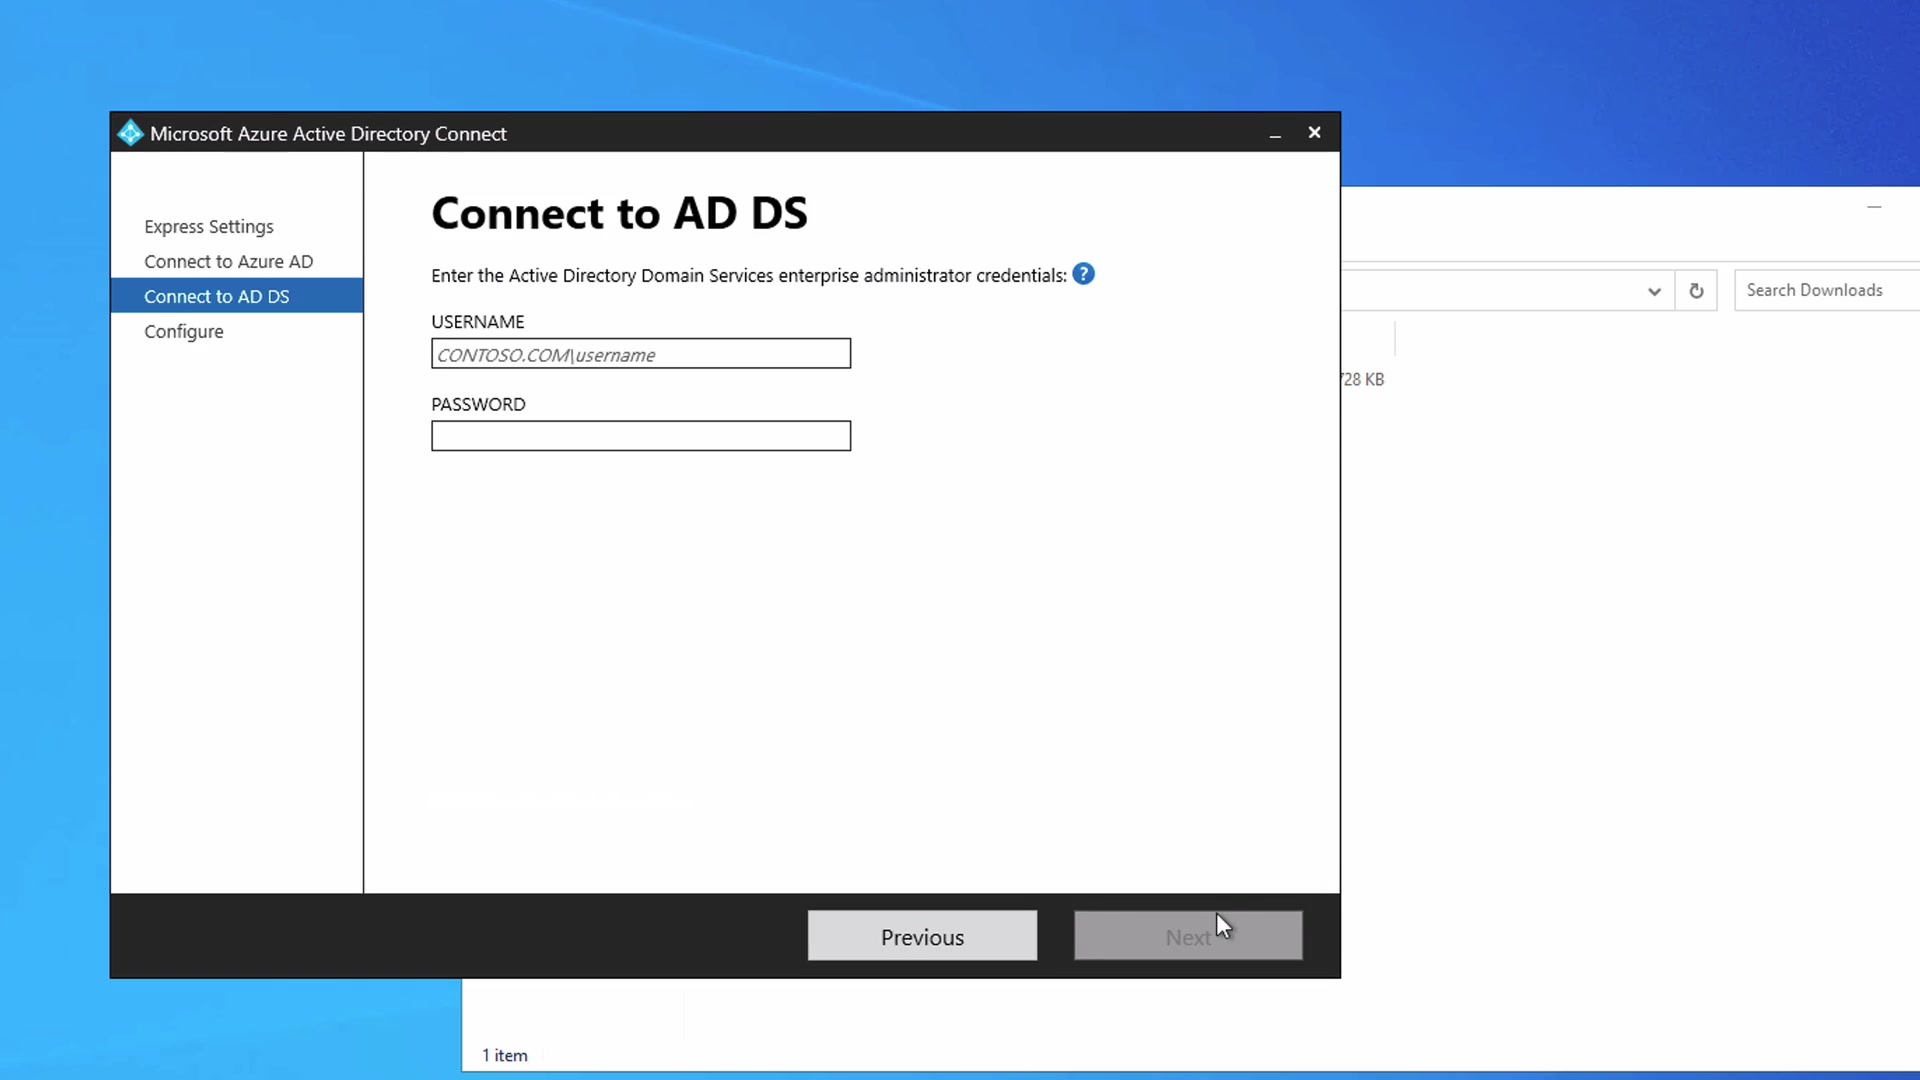 Microsoft Azure Active Directory Connect
Express Settings
Connect to Azure AD
Connect to AD DS
Configure
Connect to AD DS
Enter the Active Directory Domain Services enterprise administrator credentials: ?
USERNAME
CONTOSO.COM\username
PASSWORD
Previous
Next
Search Downloads
728 KB
1 item